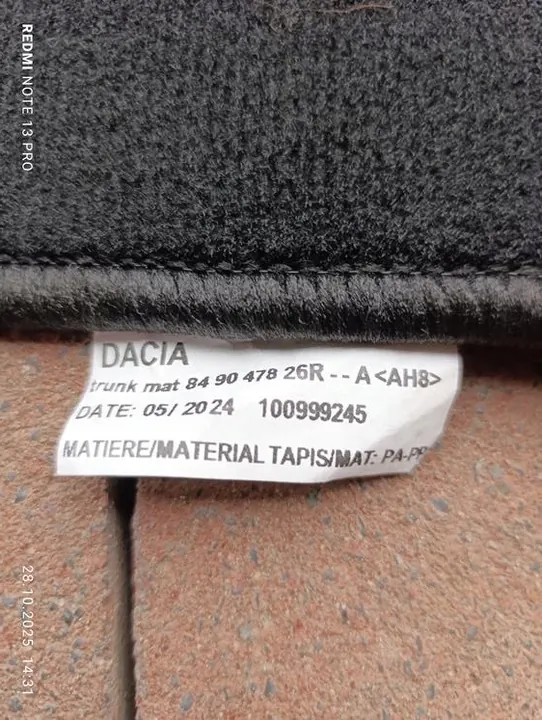 REDMI NOTE 13 PRO
DACIA
trunk mat 84 90 478 26R -- A <AH8>
DATE: 05/ 2024 100999245
MATIERE/MATERIAL TAPIS/MAT: PA-PP
28.10.2025 14:31